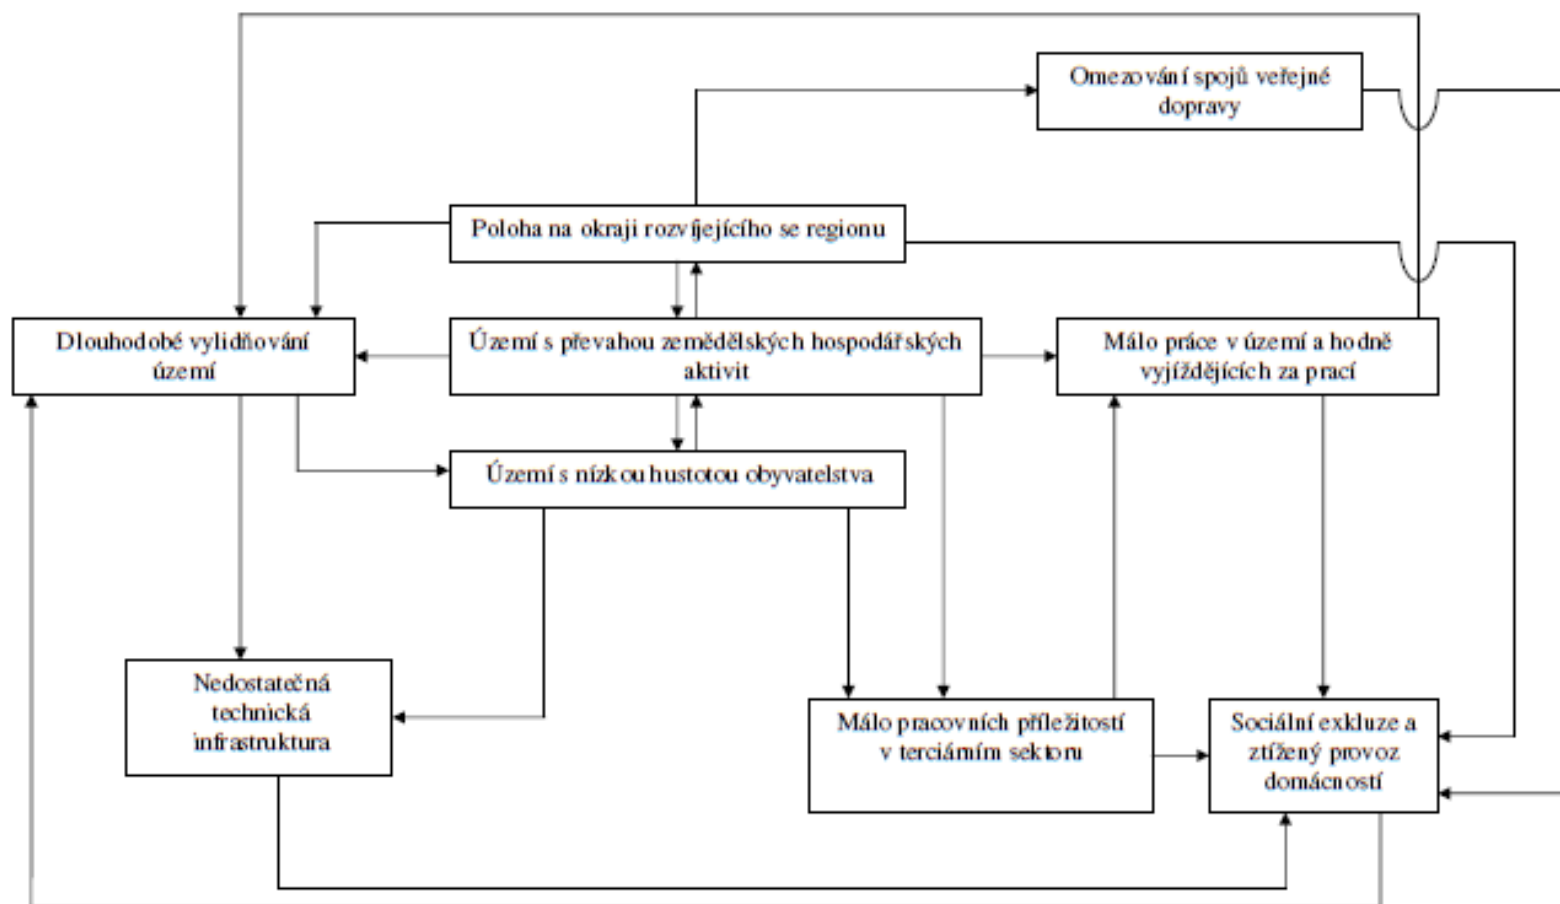 Omezování spojů veřejné
dopravy
Poloha na okraji rozvíjejícího se regionu
Dlouhodobé vylidňování
území
Území s převahou zemědělských hospodářských
aktivit
Málo práce v území a hodně
vyjíždějících za prací
Území s nízkou hustotou obyvatelstva
Nedostatečná
technická
infrastruktura
Málo pracovních příležitostí
v terciárním sektoru
Sociální exkluze a
ztížený provoz
domácností